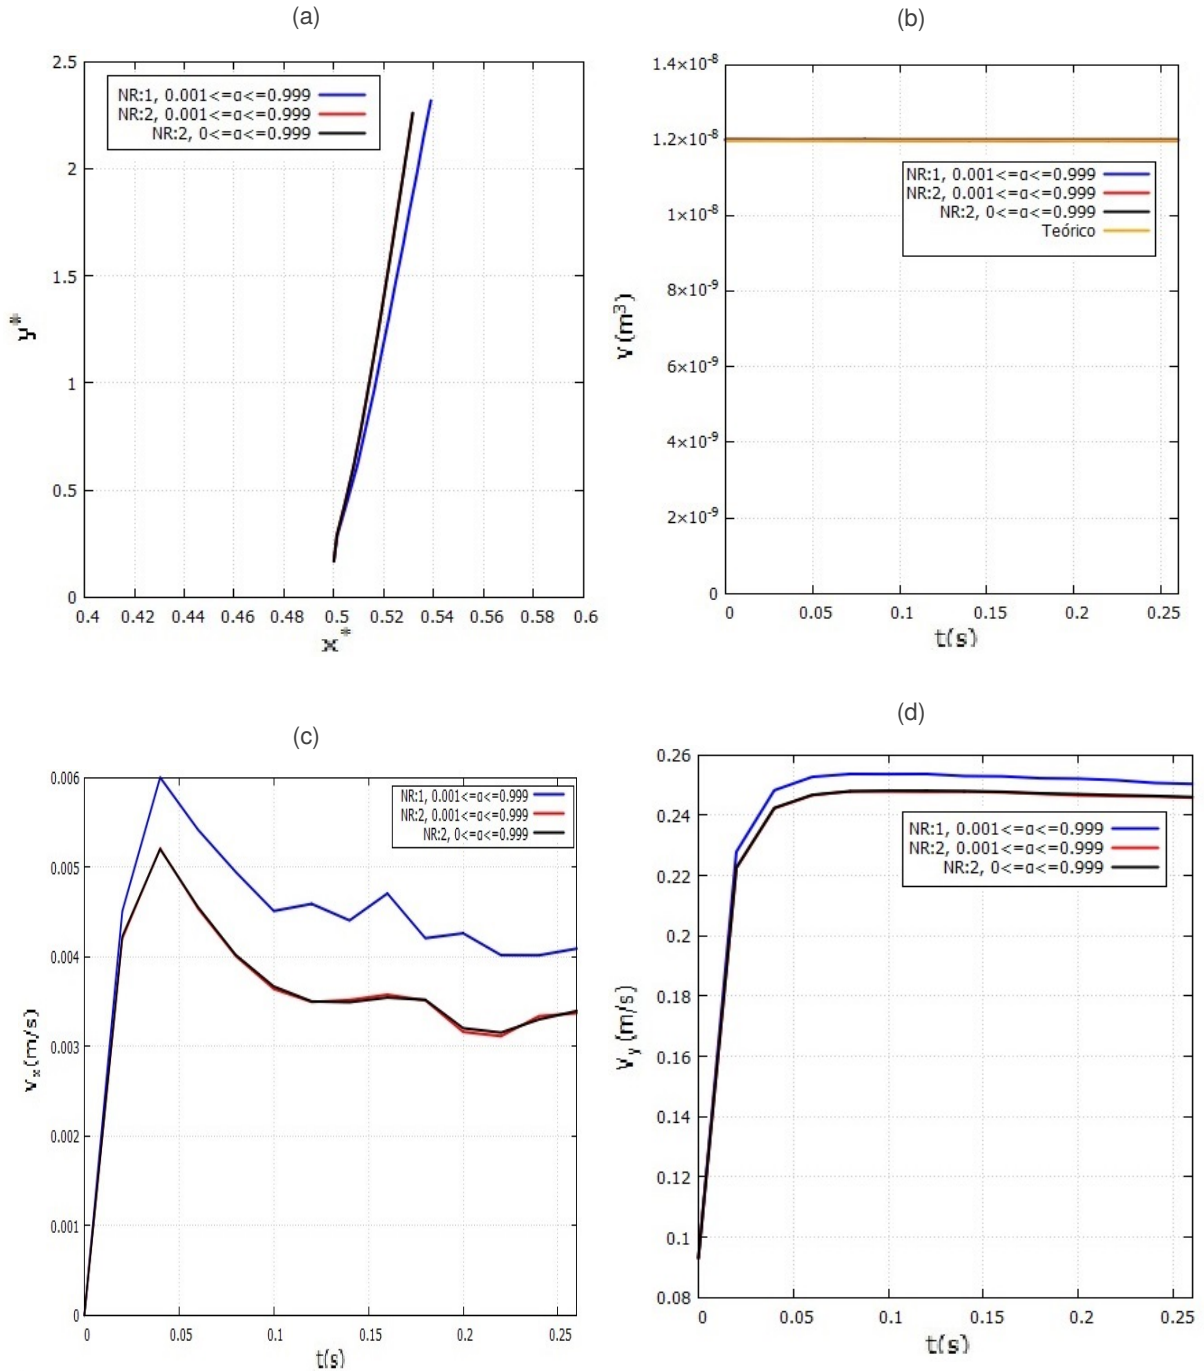 (a)
2.5
2
1.5
1
0.5
0
NR:1, 0.001<=α<=0.999
NR:2, 0.001<=α<=0.999
NR:2, 0<=α<=0.999
y*
0.4 0.42 0.44 0.46 0.48 0.5 0.52 0.54 0.56 0.58 0.6
x*
(b)
1.4×10⁻⁸
1.2×10⁻⁸
1×10⁻⁸
8×10⁻⁹
6×10⁻⁹
4×10⁻⁹
2×10⁻⁹
0
NR:1, 0.001<=α<=0.999
NR:2, 0.001<=α<=0.999
NR:2, 0<=α<=0.999
Teórico
V (m³)
0 0.05 0.1 0.15 0.2 0.25
t(s)
(c)
0.006
0.005
0.004
0.003
0.002
0.001
0
NR:1, 0.001<=α<=0.999
NR:2, 0.001<=α<=0.999
NR:2, 0<=α<=0.999
vₓ (m/s)
0 0.05 0.1 0.15 0.2 0.25
t(s)
(d)
0.26
0.24
0.22
0.2
0.18
0.16
0.14
0.12
0.1
0.08
NR:1, 0.001<=α<=0.999
NR:2, 0.001<=α<=0.999
NR:2, 0<=α<=0.999
V_y (m/s)
0 0.05 0.1 0.15 0.2 0.25
t(s)